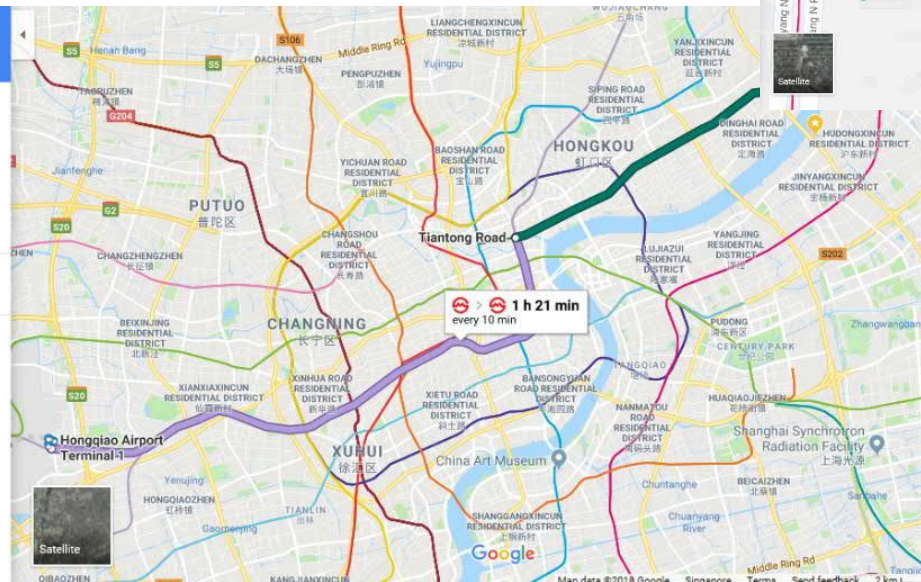 WUJIAOCHANG
五角场
LIANGCHENGXINCUN
RESIDENTIAL DISTRICT
凉城新村
S106
S5
Henan Bang
Middle Ring Rd
DACHANGZHEN
大场镇
S5
Yujingpu
YANJIXINCUN
RESIDENTIAL
DISTRICT
延吉新村
Satellite
PENGPUZHEN
彭浦镇
TAOPUZHEN
桃浦镇
G204
SIPING ROAD
RESIDENTIAL
DISTRICT
四平路
DINGHAI ROAD
RESIDENTIAL
DISTRICT
定海路
HUDONGXINCUN
RESIDENTIAL
DISTRICT
沪东新村
HONGKOU
虹口区
BAOSHAN ROAD
RESIDENTIAL
DISTRICT
宝山路
YICHUAN ROAD
RESIDENTIAL
DISTRICT
宜川路
Jianfenghe
JINYANGXINCUN
RESIDENTIAL DISTRICT
金杨新村
PUTUO
普陀区
G2
S20
CHANGSHOU
ROAD
RESIDENTIAL
DISTRICT
长寿路
Tiantong Road
LUJIAZUI
RESIDENTIAL
DISTRICT
陆家嘴
YANGJING
RESIDENTIAL
DISTRICT
洋泾
S202
ZHEN
CHANGZHENGZHEN
长征镇
1 h 21 min
every 10 min
BEIXINJING
RESIDENTIAL
DISTRICT
北新泾
CHANGNING
长宁区
PUDONG
浦东新区
Zhangwangbang
CENTURY PARK
世纪公园
TANGQIAO
塘桥
XIANXIAXINCUN
RESIDENTIAL DISTRICT
仙霞新村
XINHUA ROAD
RESIDENTIAL
DISTRICT
新华路
BANSONGYUAN
ROAD RESIDENTIAL
DISTRICT
半淞园路
XIETU ROAD
RESIDENTIAL
DISTRICT
斜土路
S20
HUAQIAOJIEZHEN
花桥街镇
NANMATOU
ROAD
RESIDENTIAL
DISTRICT
南码头路
Hongqiao Airport
Terminal 1
XUHUI
徐汇区
China Art Museum
Shanghai Synchrotron
Radiation Facility
上海光源
Yenujing
HONGQIAOZHEN
虹桥镇
Chuntanghe
BEICAIZHEN
北蔡镇
Sanbahe
TIANLIN
田林
Gaomenjing
SHANGGANGXINCUN
RESIDENTIAL DISTRICT
上钢新村
Chuanyang
River
Satellite
Google
Middle Ring Rd
QIBAOZHEN
KANGJIANXINCUN
Map data ©2018 Google
Singapore
Terms
Send feedback
2 km